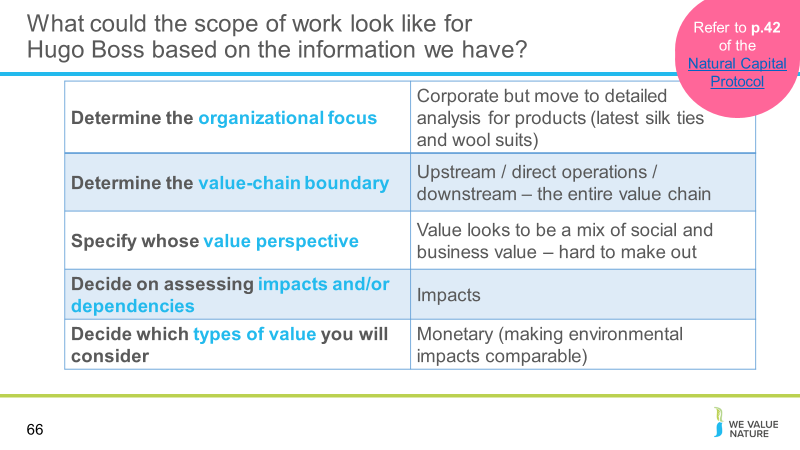 What could the scope of work look like for
Hugo Boss based on the information we have?
Refer to p.42
of the
Natural Capital
Protocol
Determine the organizational focus
Corporate but move to detailed
analysis for products (latest silk ties
and wool suits)
Determine the value-chain boundary
Upstream / direct operations /
downstream – the entire value chain
Specify whose value perspective
Value looks to be a mix of social and
business value – hard to make out
Decide on assessing impacts and/or
dependencies
Impacts
Decide which types of value you will
consider
Monetary (making environmental
impacts comparable)
66
WE VALUE
NATURE